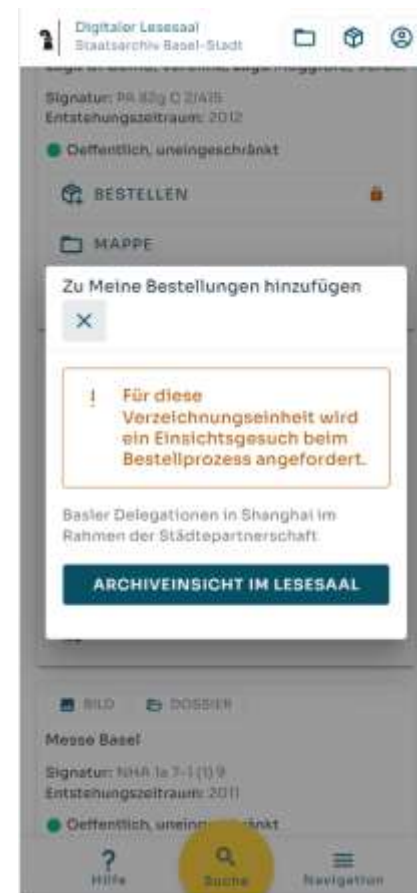 Digitaler Lesesaal
Staatsarchiv Basel-Stadt
Signatur: PA 82g C 2/435
Entstehungszeitraum: 2012
Oeffentlich, uneingeschränkt
BESTELLEN
MAPPE
Zu Meine Bestellungen hinzufügen
! Für diese
Verzeichnungseinheit wird
ein Einsichtsgesuch beim
Bestellprozess angefordert.
Basler Delegationen in Shanghai im
Rahmen der Städtepartnerschaft
ARCHIVEINSICHT IM LESESAAL
BILD DOSSIER
Messe Basel
Signatur: NHA 1a 7-1 (1) 9
Entstehungszeitraum: 2011
Oeffentlich,
Hilfe Suche Navigation